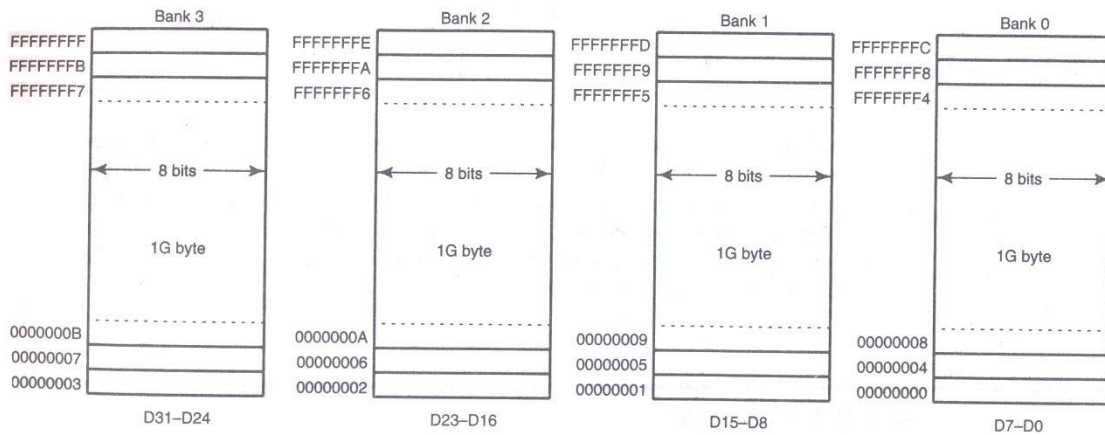 Bank 3
FFFFFFFF
FFFFFFFB
FFFFFFF7
8 bits
1G byte
0000000B
00000007
00000003
D31–D24
Bank 2
FFFFFFFE
FFFFFFFA
FFFFFFF6
8 bits
1G byte
0000000A
00000006
00000002
D23–D16
Bank 1
FFFFFFFD
FFFFFFF9
FFFFFFF5
8 bits
1G byte
00000009
00000005
00000001
D15–D8
Bank 0
FFFFFFFC
FFFFFFF8
FFFFFFF4
8 bits
1G byte
00000008
00000004
00000000
D7–D0